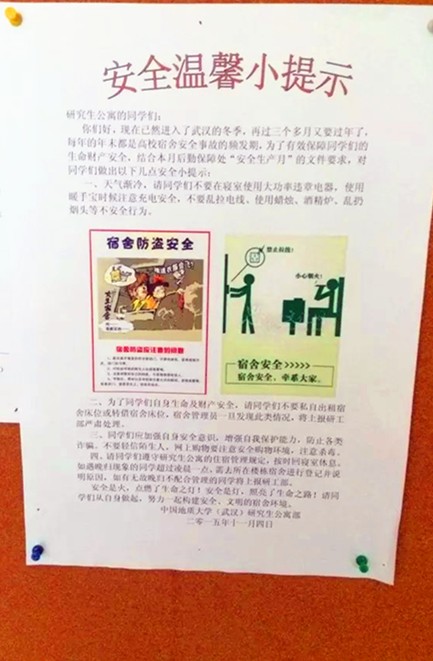 安全温馨小提示
研究生公寓的同学们：
你们好，现在已然进入了武汉的冬季，再过三个多月又要过年了，
每年的年末都是高校宿舍安全事故的频发期，为了有效保障同学们的
生命财产安全，结合本月后勤保障处“安全生产月”的文件要求，对
同学们做出以下几点安全小提示：
一、天气渐冷，请同学们不要在寝室使用大功率违章电器，使用
暖手宝时候注意充电安全，不要乱拉电线、使用蜡烛、酒精炉、乱扔
烟头等不安全行为。
宿舍防盗安全
宿舍防盗应注意的问题
禁止拉线！
小心烟火！
宿舍安全>>>>>
宿舍安全，牵系大家。
二、为了同学们自身生命及财产安全，请同学们不要私自出租宿
舍床位或转借宿舍床位，宿舍管理员一旦发现此类情况，将上报研工
部严肃处理。
三、同学们应加强自身安全意识，增强自我保护能力，防止各类
诈骗。不要轻信陌生人，网上购物要注意安全购物环境，注意消毒。
四、请同学们遵守研究生公寓的住宿管理规定，按时回寝室休息。
如遇晚归现象的同学超过凌晨一点，需去所在楼栋宿舍进行登记并说
明原因，如有无故晚归不配合管理的同学将上报研工部。
安全是火，点燃了生命之灯！安全是灯，照亮了生命之路！请同
学们从自身做起，努力一起构建安全、文明的宿舍环境。
中国地质大学（武汉）研究生公寓部
二〇一五年十一月四日